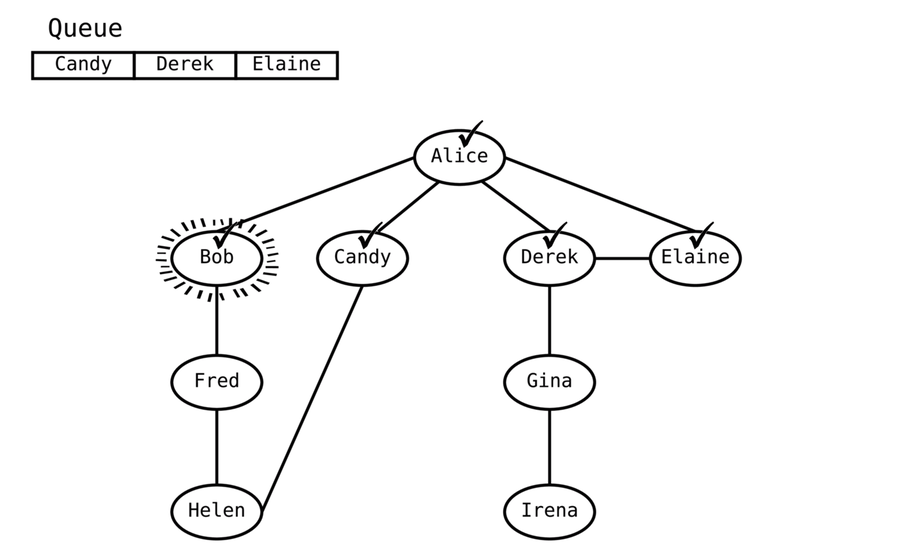 Queue
Candy Derek Elaine
Alice
Bob Candy Derek Elaine
Fred Gina
Helen Irena